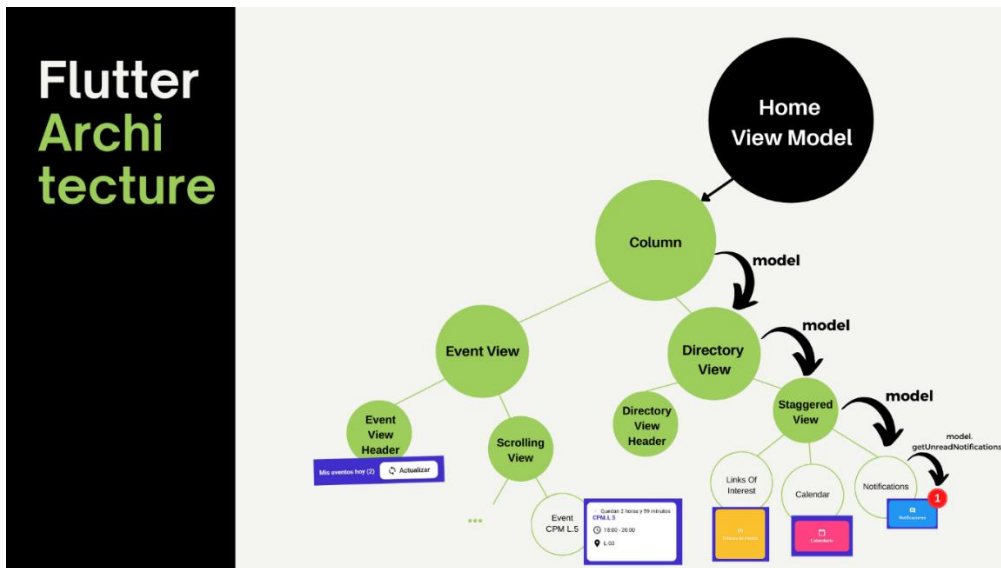 Flutter
Archi
tecture
Home
View Model
Column
model
Event View
Directory
View
model
Event
View
Header
Mis eventos hoy (2)
Actualizar
Scrolling
View
Directory
View
Header
Staggered
View
model
model.
getUnreadNotifications
Event
CPM L.5
Quedan 2 horas y 59 minutos
CPM.L.5
18:00 - 20:00
L-03
Links Of
Interest
Calendar
Calendario
Notifications
1
Notificaciones